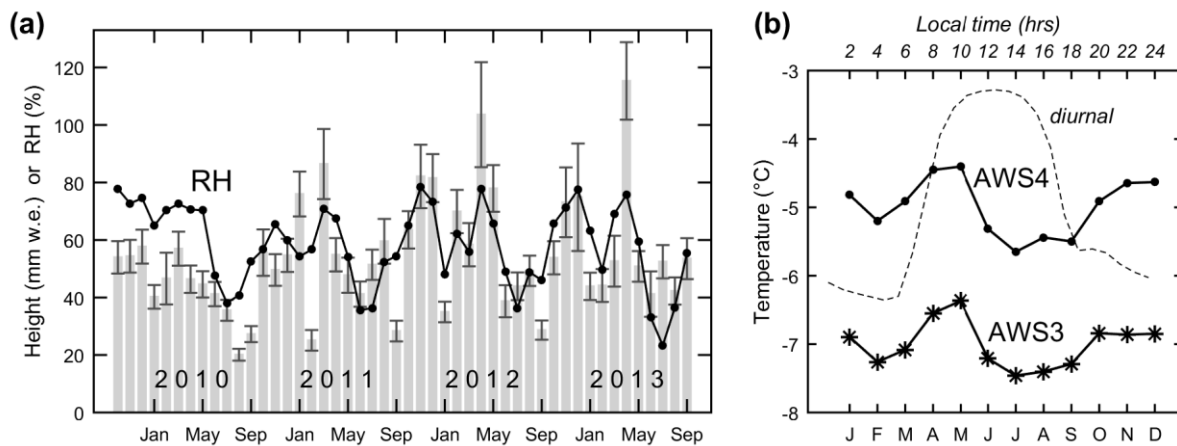 (a)
Height (mm w.e.) or RH (%)
120
100
80
60
40
20
0
RH
2010 2011 2012 2013
Jan May Sep Jan May Sep Jan May Sep Jan May Sep
(b)
Local time (hrs)
2 4 6 8 10 12 14 16 18 20 22 24
Temperature (°C)
-3
-4
-5
-6
-7
-8
diurnal
AWS4
AWS3
J F M A M J J A S O N D